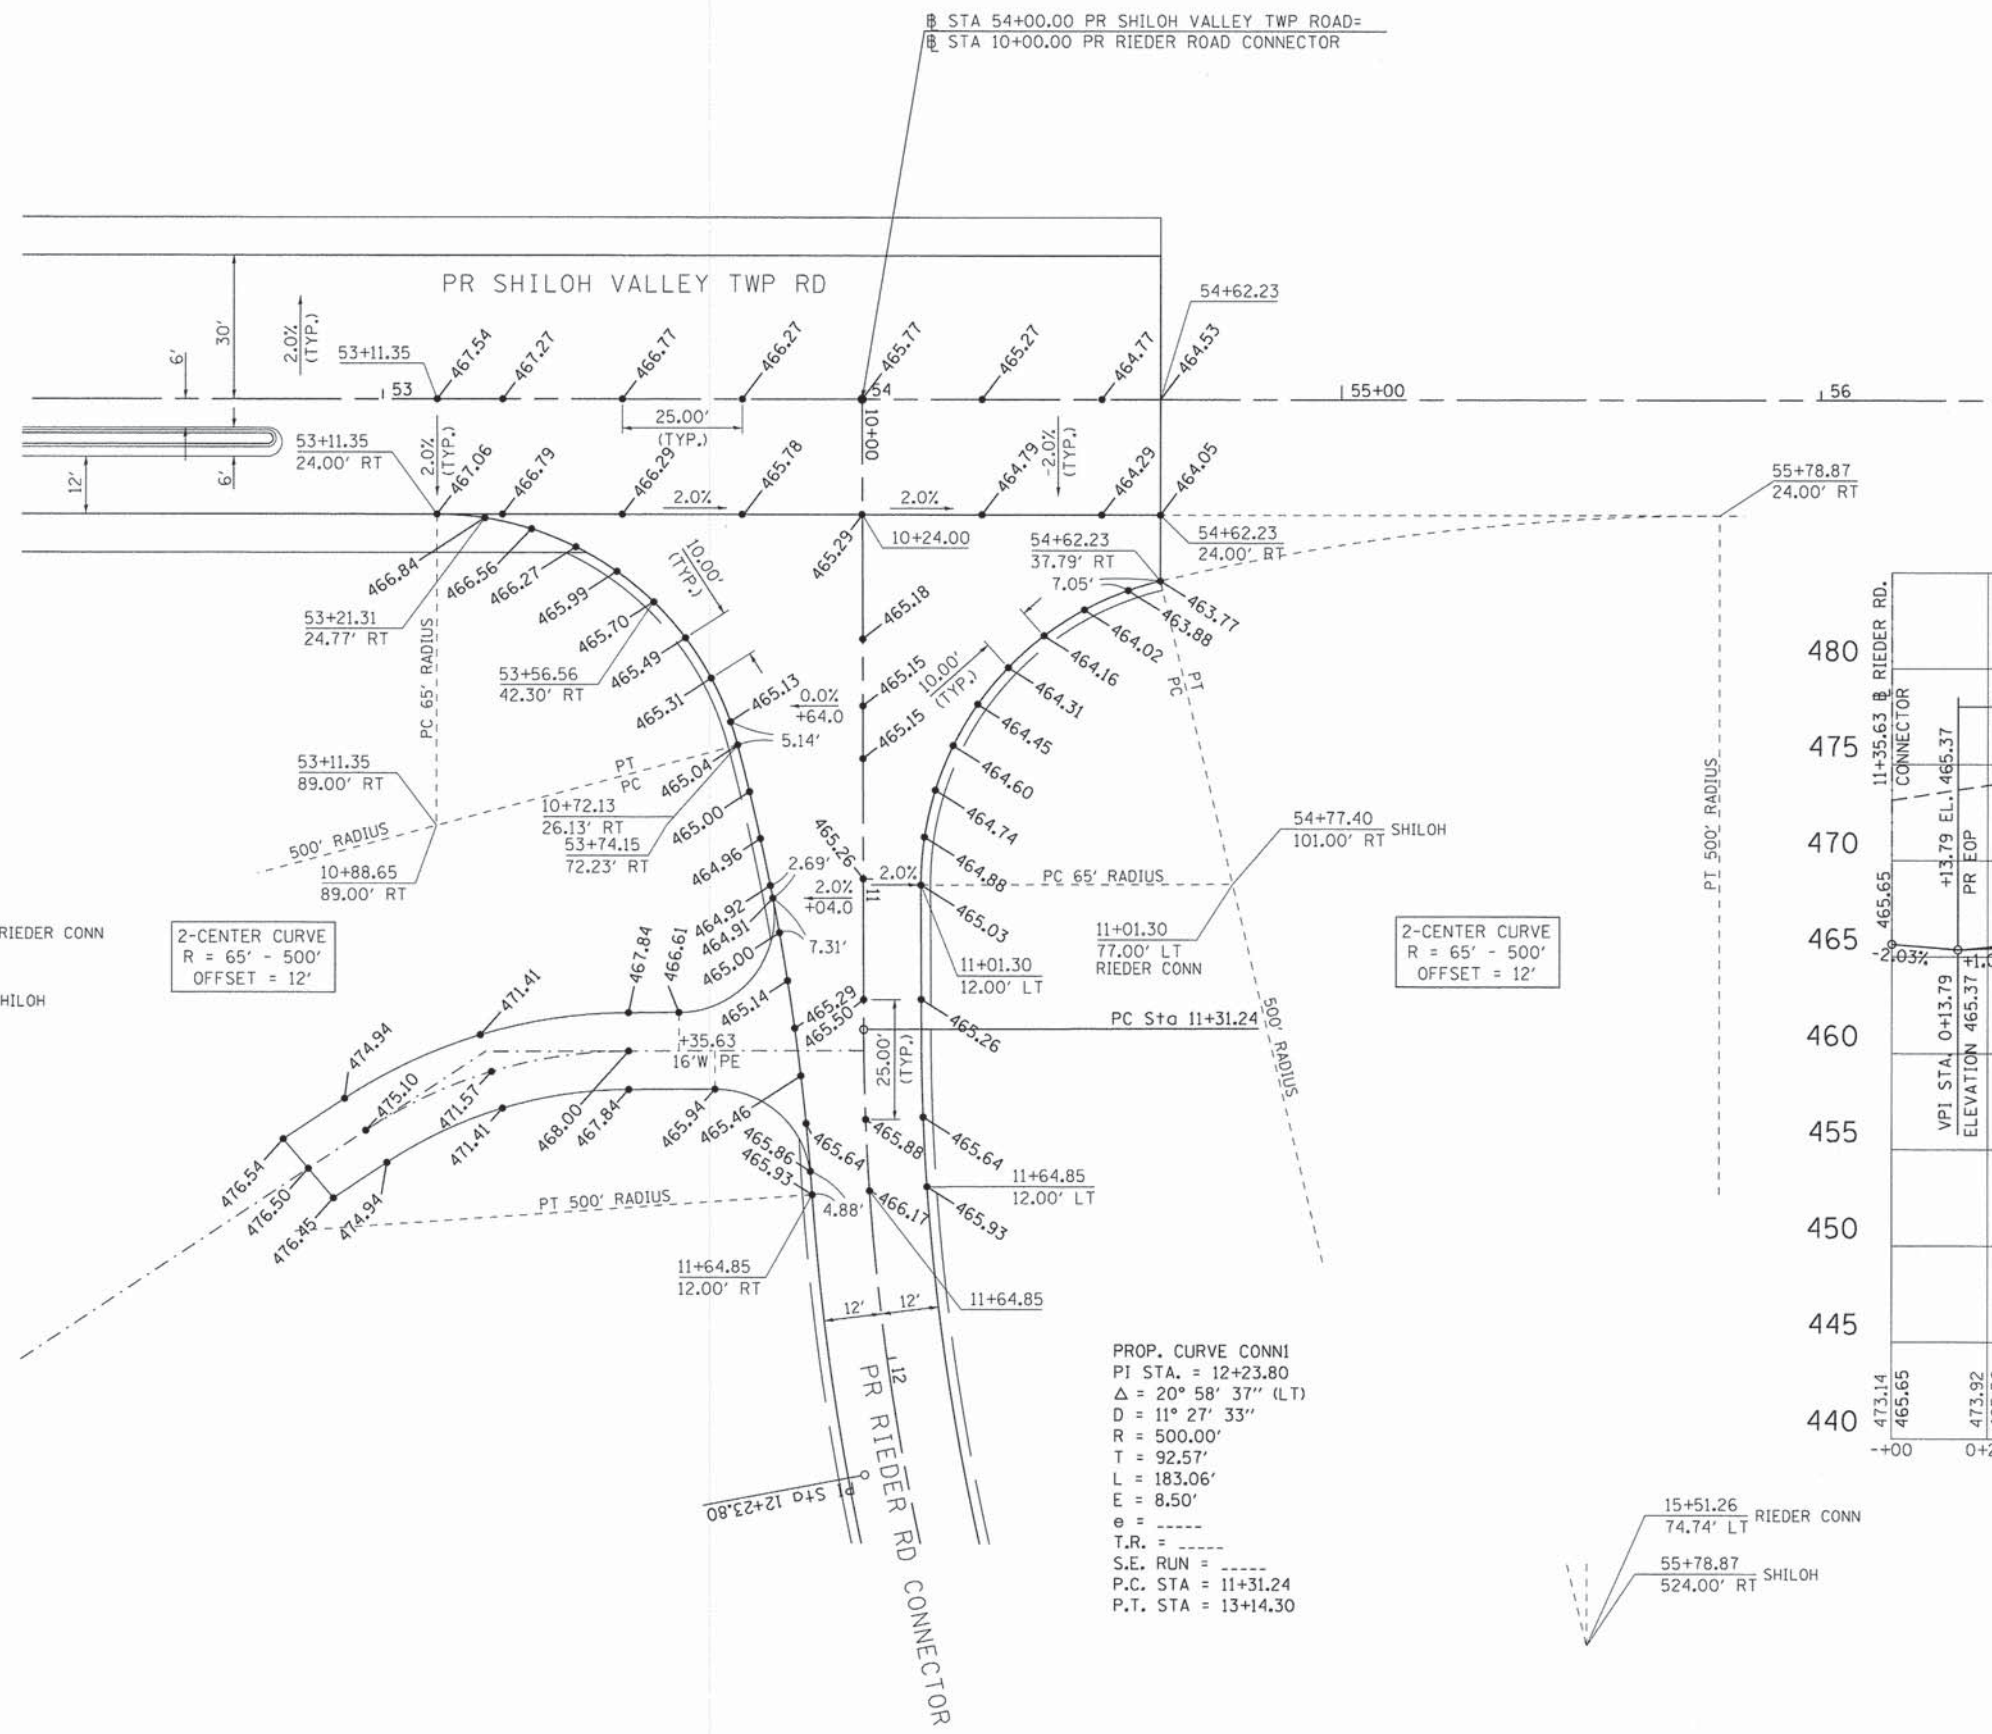 ℄ STA 54+00.00 PR SHILOH VALLEY TWP ROAD=
℄ STA 10+00.00 PR RIEDER ROAD CONNECTOR
PR SHILOH VALLEY TWP RD
54+62.23
30'
6'
2.0%
(TYP.)
53+11.35
467.54
467.27
466.77
466.27
465.77
465.27
464.77
464.53
53
54
55+00
56
25.00'
(TYP.)
10+00
53+11.35
24.00' RT
2.0%
(TYP.)
-2.0%
(TYP.)
12'
6'
467.06
466.79
466.29
465.78
464.79
464.29
464.05
2.0%
2.0%
55+78.87
24.00' RT
465.29
10+24.00
54+62.23
37.79' RT
54+62.23
24.00' RT
7.05'
466.84
466.56
466.27
465.99
465.70
465.49
465.31
465.13
10.00'
(TYP.)
53+21.31
24.77' RT
PC 65' RADIUS
53+56.56
42.30' RT
465.18
465.15
465.15
0.0%
+64.0
5.14'
10.00'
(TYP.)
463.77
463.88
464.02
464.16
464.31
464.45
464.60
464.74
464.88
465.03
PT
PC
53+11.35
89.00' RT
PT
PC
465.04
500' RADIUS
10+72.13
26.13' RT
53+74.15
72.23' RT
465.00
464.96
10+88.65
89.00' RT
2.69'
465.26
11
2.0%
2.0%
+04.0
464.92
464.91
465.00
7.31'
PC 65' RADIUS
54+77.40
101.00' RT
SHILOH
11+01.30
77.00' LT
RIEDER CONN
11+01.30
12.00' LT
PT 500' RADIUS
RIEDER CONN
HILOH
2-CENTER CURVE
R = 65' - 500'
OFFSET = 12'
2-CENTER CURVE
R = 65' - 500'
OFFSET = 12'
467.84
466.61
471.41
474.94
475.10
471.57
465.14
465.29
465.50
+35.63
16'W PE
25.00'
(TYP.)
465.26
PC Sta 11+31.24
500' RADIUS
471.41
468.00
467.84
465.94
465.46
465.86
465.93
465.64
465.88
465.64
476.54
476.50
476.45
474.94
PT 500' RADIUS
4.88'
466.17
465.93
11+64.85
12.00' LT
11+64.85
12.00' RT
11+64.85
12'
12'
12
PR RIEDER RD CONNECTOR
PI Sta 12+23.80
PROP. CURVE CONN1
PI STA. = 12+23.80
Δ = 20° 58' 37'' (LT)
D = 11° 27' 33''
R = 500.00'
T = 92.57'
L = 183.06'
E = 8.50'
e = _____
T.R. = _____
S.E. RUN = _____
P.C. STA = 11+31.24
P.T. STA = 13+14.30
15+51.26
74.74' LT
RIEDER CONN
55+78.87
524.00' RT
SHILOH
11+35.63 ℄ RIEDER RD.
CONNECTOR
480
475
470
465
460
455
450
445
440
465.65
+13.79 EL. 465.37
PR EOP
-2.03%
VPI STA. 0+13.79
ELEVATION 465.37
473.14
465.65
473.92
-+00